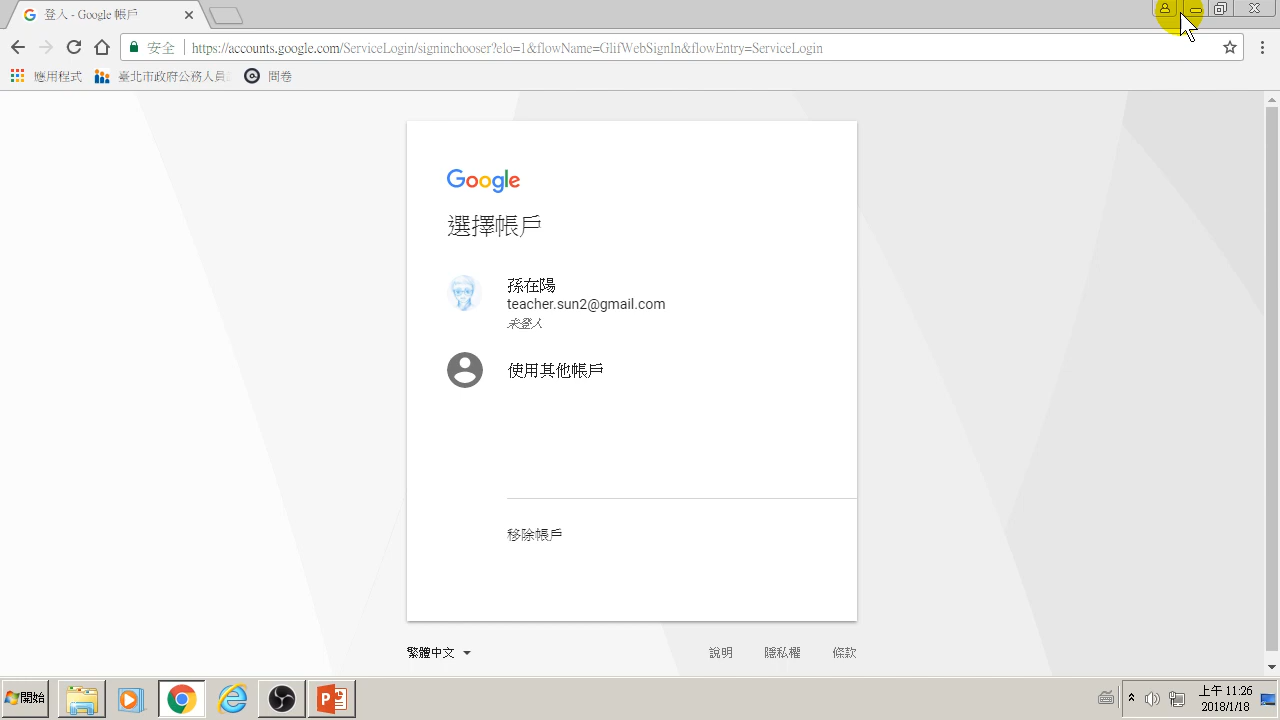 登入 - Google 帳戶
安全
https://accounts.google.com/ServiceLogin/signinchooser?elo=1&flowName=GlifWebSignIn&flowEntry=ServiceLogin
應用程式
臺北市政府公務人員
問卷
Google
選擇帳戶
孫在陽
teacher.sun2@gmail.com
未登入
使用其他帳戶
移除帳戶
繁體中文
說明
隱私權
條款
開始
上午 11:26
2018/1/18